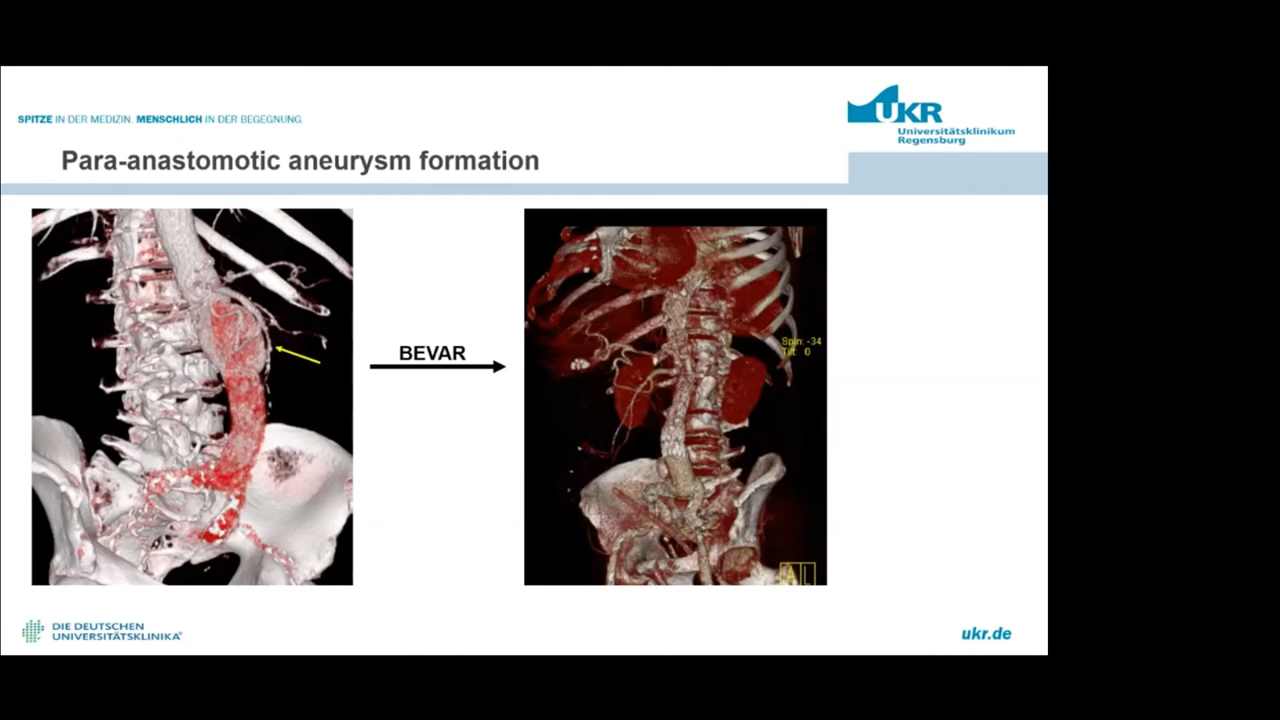 SPITZE IN DER MEDIZIN. MENSCHLICH IN DER BEGEGNUNG.
UKR
Universitätsklinikum
Regensburg
Para-anastomotic aneurysm formation
BEVAR
Spin: -34
Tilt: 0
A L
DIE DEUTSCHEN
UNIVERSITÄTSKLINIKA®
ukr.de